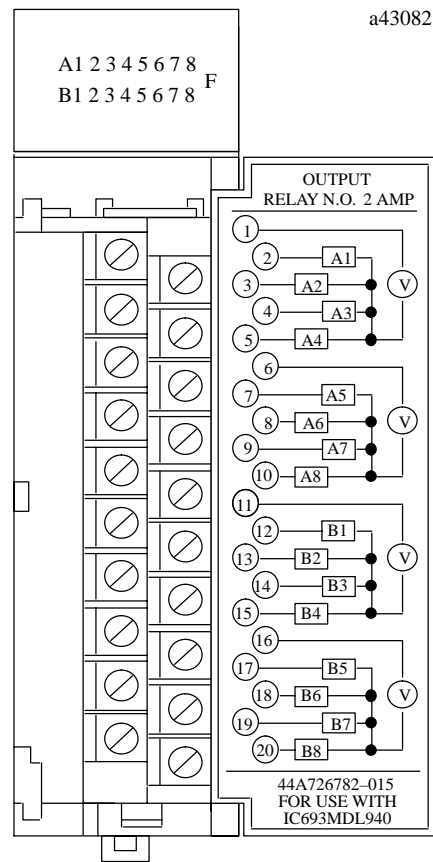 a43082
A1 2 3 4 5 6 7 8
F
B1 2 3 4 5 6 7 8
OUTPUT
RELAY N.O. 2 AMP
1
2 A1
3 A2 V
4 A3
5 A4
6
7 A5
8 A6 V
9 A7
10 A8
11
12 B1
13 B2 V
14 B3
15 B4
16
17 B5
18 B6 V
19 B7
20 B8
44A726782–015
FOR USE WITH
IC693MDL940